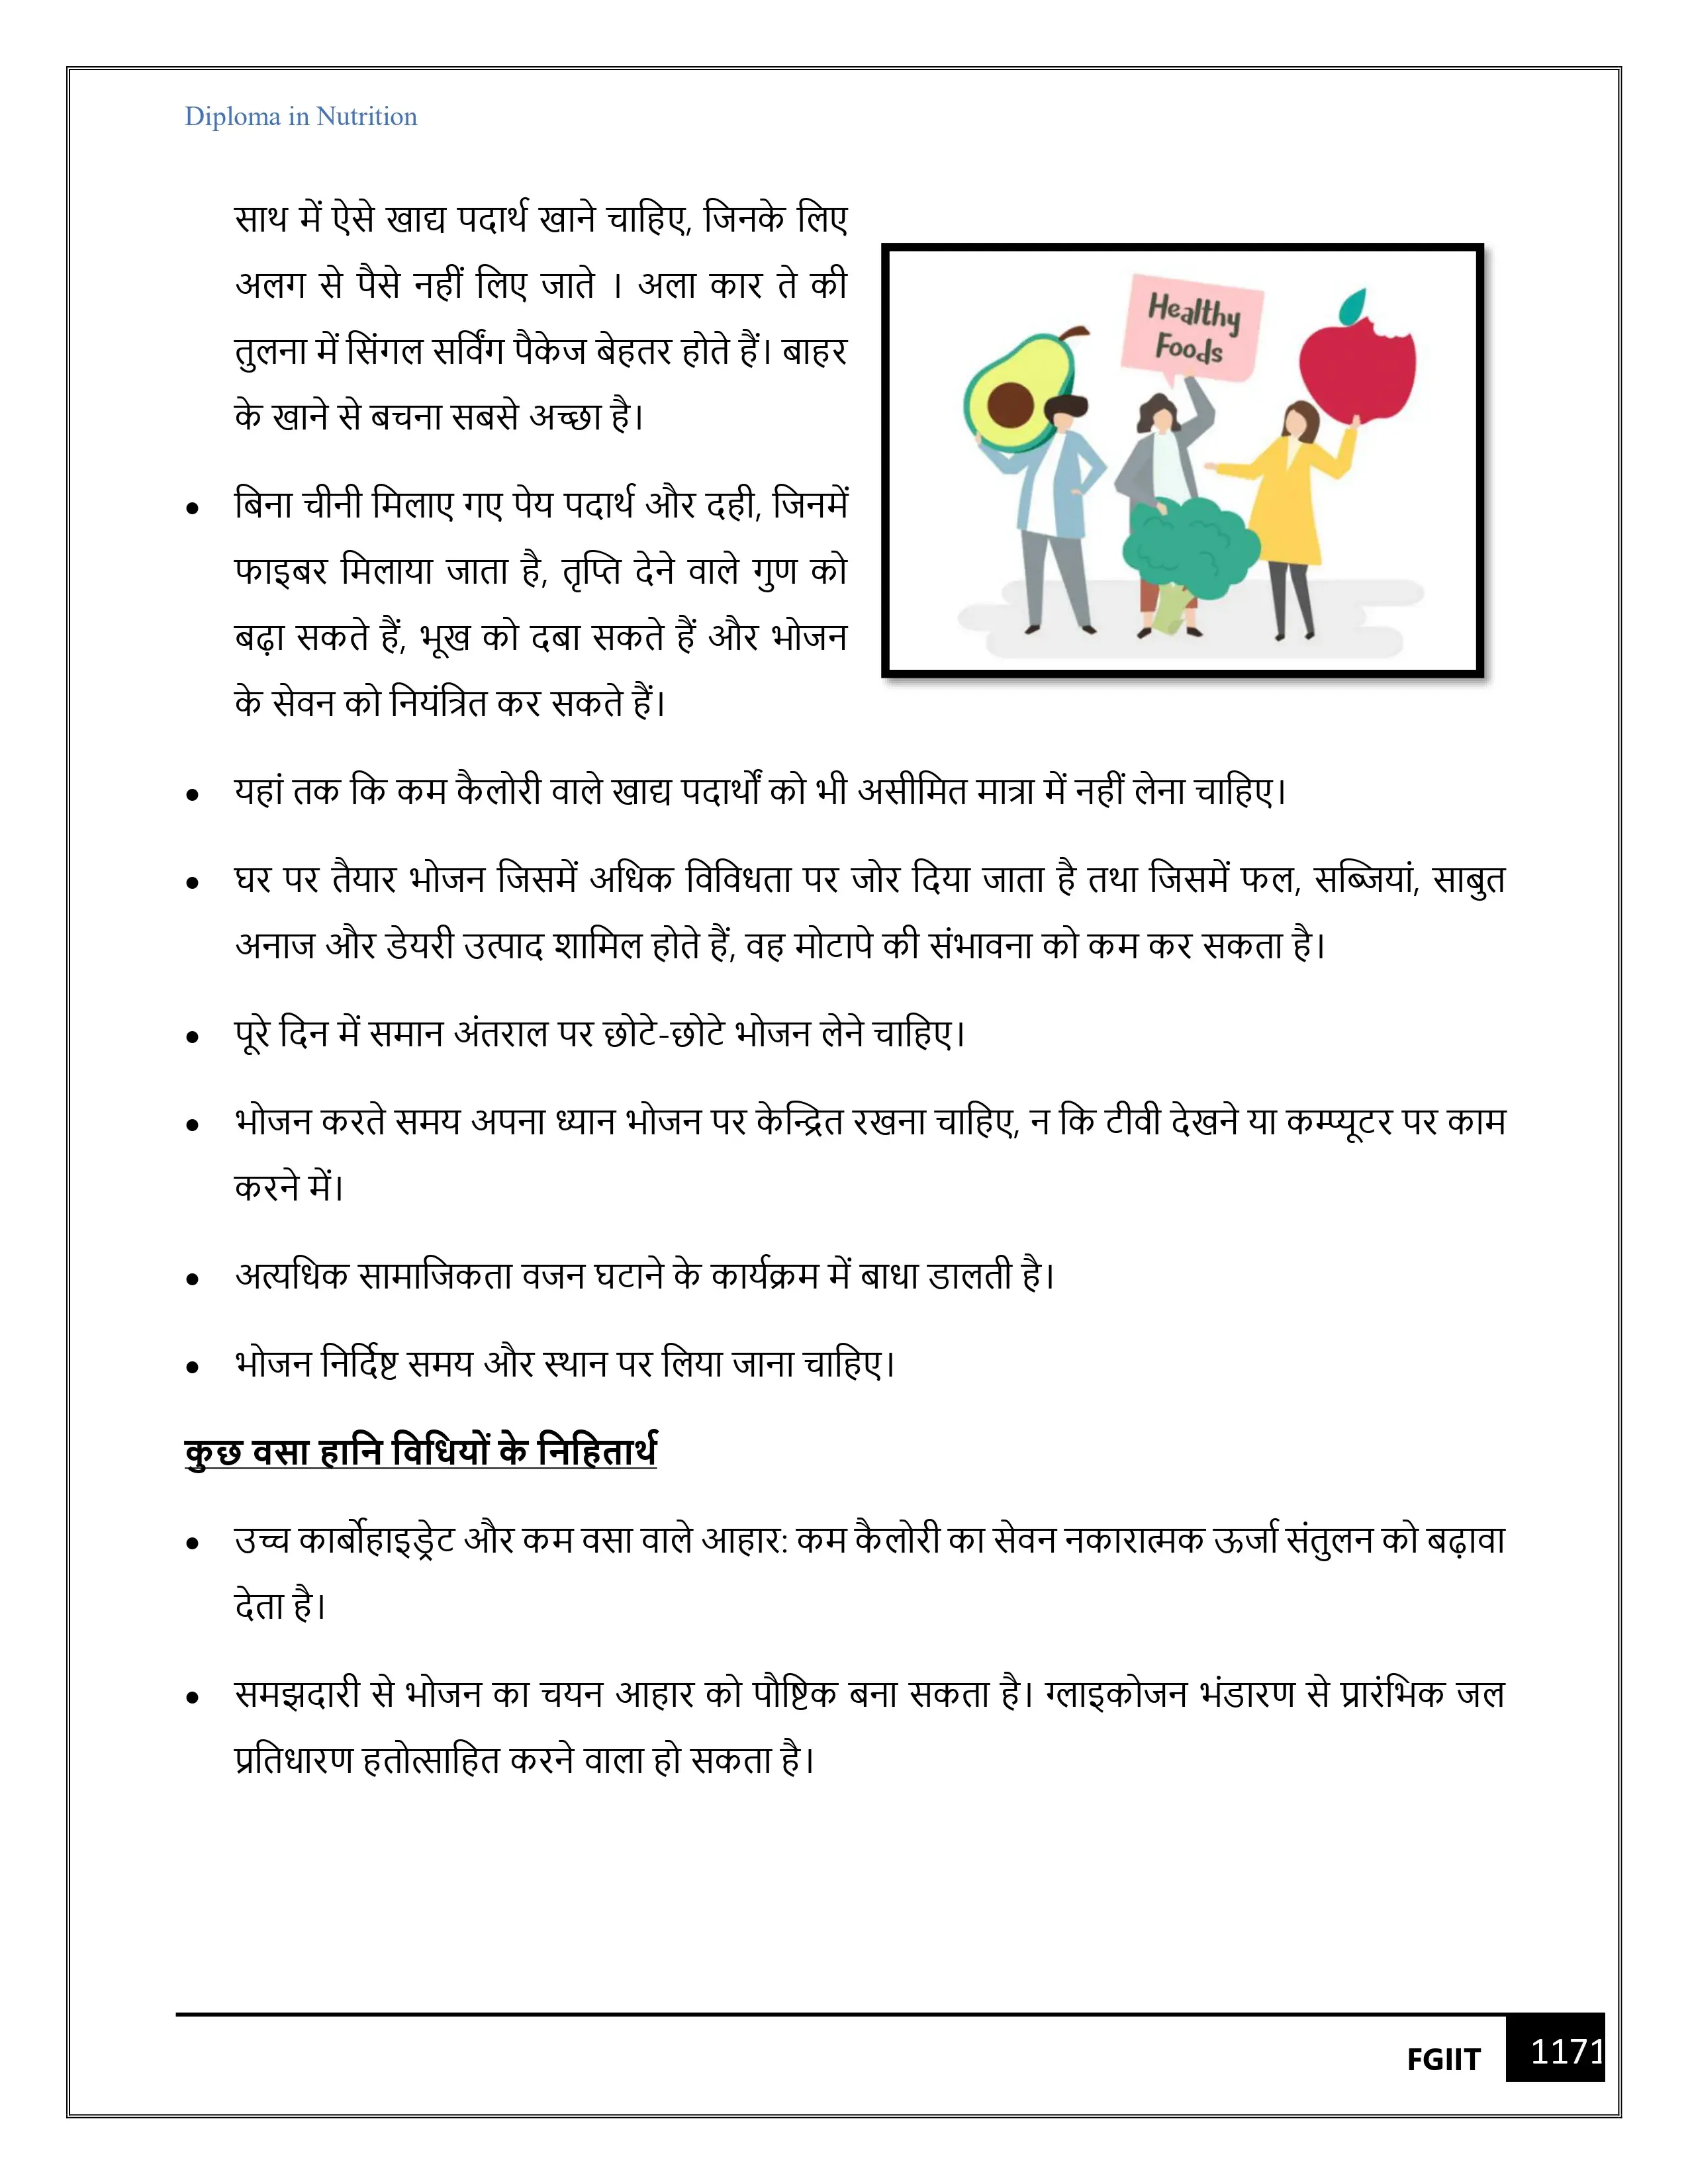 Diploma in Nutrition
साथ में ऐसे खाद्य पदार्थ खाने चाहिए, जिनके लिए
अलग से पैसे नहीं लिए जाते । अला कार ते की
तुलना में सिंगल सर्विंग पैकेज बेहतर होते हैं। बाहर
के खाने से बचना सबसे अच्छा है।
Healthy
Foods
• बिना चीनी मिलाए गए पेय पदार्थ और दही, जिनमें
फाइबर मिलाया जाता है, तृप्ति देने वाले गुण को
बढ़ा सकते हैं, भूख को दबा सकते हैं और भोजन
के सेवन को नियंत्रित कर सकते हैं।
• यहां तक कि कम कैलोरी वाले खाद्य पदार्थों को भी असीमित मात्रा में नहीं लेना चाहिए।
• घर पर तैयार भोजन जिसमें अधिक विविधता पर जोर दिया जाता है तथा जिसमें फल, सब्जियां, साबुत
अनाज और डेयरी उत्पाद शामिल होते हैं, वह मोटापे की संभावना को कम कर सकता है।
• पूरे दिन में समान अंतराल पर छोटे-छोटे भोजन लेने चाहिए।
• भोजन करते समय अपना ध्यान भोजन पर केन्द्रित रखना चाहिए, न कि टीवी देखने या कम्प्यूटर पर काम
करने में।
• अत्यधिक सामाजिकता वजन घटाने के कार्यक्रम में बाधा डालती है।
• भोजन निर्दिष्ट समय और स्थान पर लिया जाना चाहिए।
कुछ वसा हानि विधियों के निहितार्थ
• उच्च कार्बोहाइड्रेट और कम वसा वाले आहार: कम कैलोरी का सेवन नकारात्मक ऊर्जा संतुलन को बढ़ावा
देता है।
• समझदारी से भोजन का चयन आहार को पौष्टिक बना सकता है। ग्लाइकोजन भंडारण से प्रारंभिक जल
प्रतिधारण हतोत्साहित करने वाला हो सकता है।
FGIIT 1171